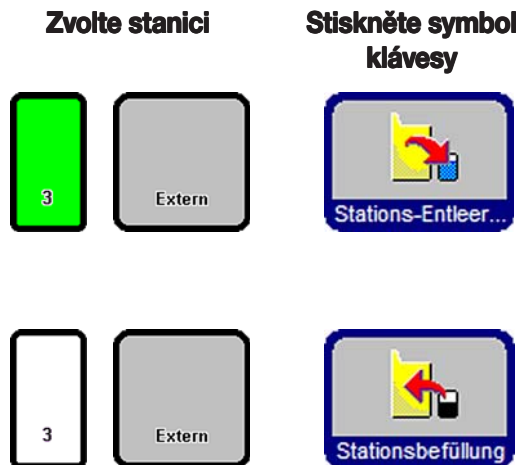 Zvolte stanici
Stiskněte symbol
klávesy
3
Extern
Stations-Entleer...
3
Extern
Stationsbefüllung